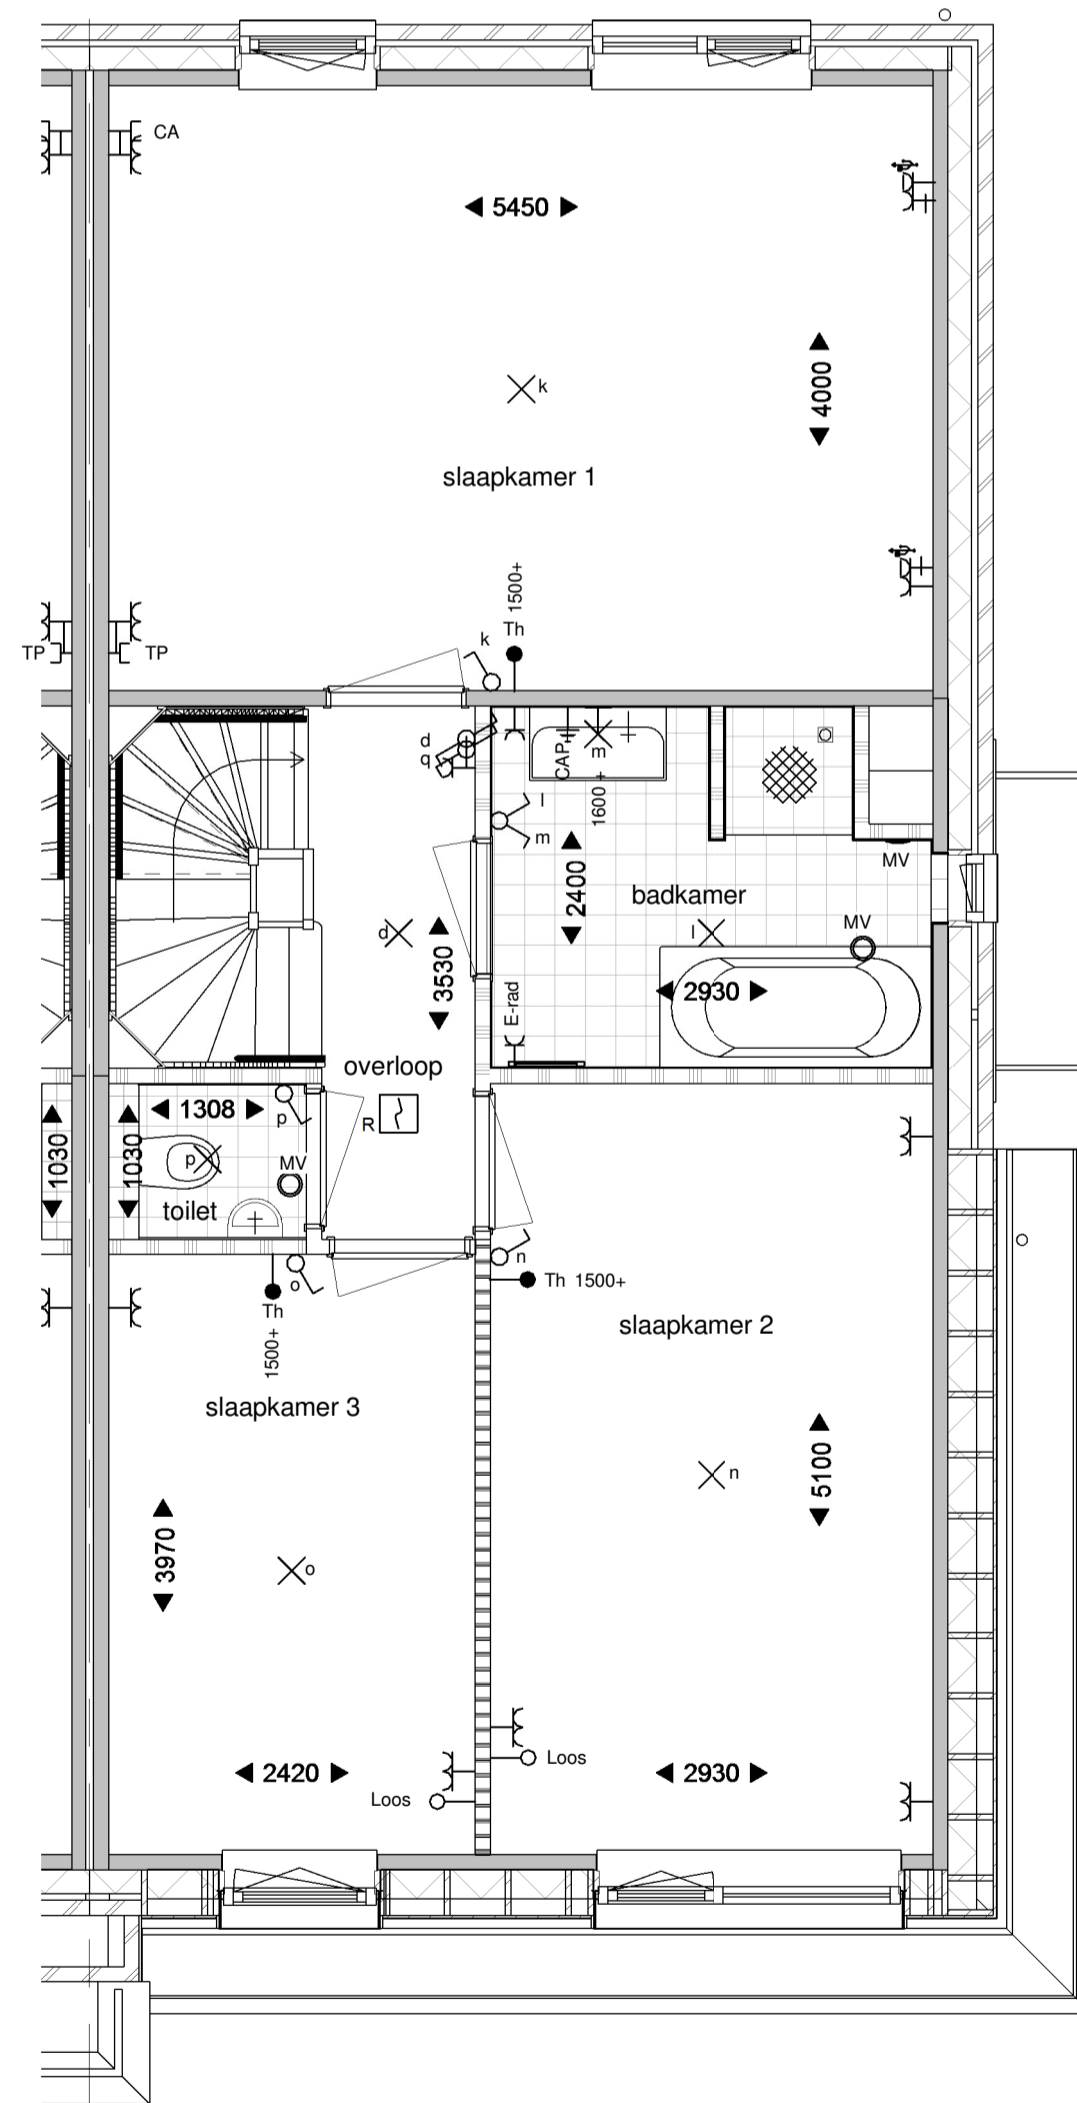 CA
5450
4000
k
slaapkamer 1
1500+
Th
k
TP
TP
d
q
CAP
m
1600 +
l
m
MV
2400
badkamer
MV
d
l
3530
2930
E-rad
overloop
1308
p
R
1030
1030
p
MV
toilet
n
o
Th 1500+
Th
1500+
slaapkamer 2
slaapkamer 3
5100
n
3970
o
Loos
2420
2930
Loos